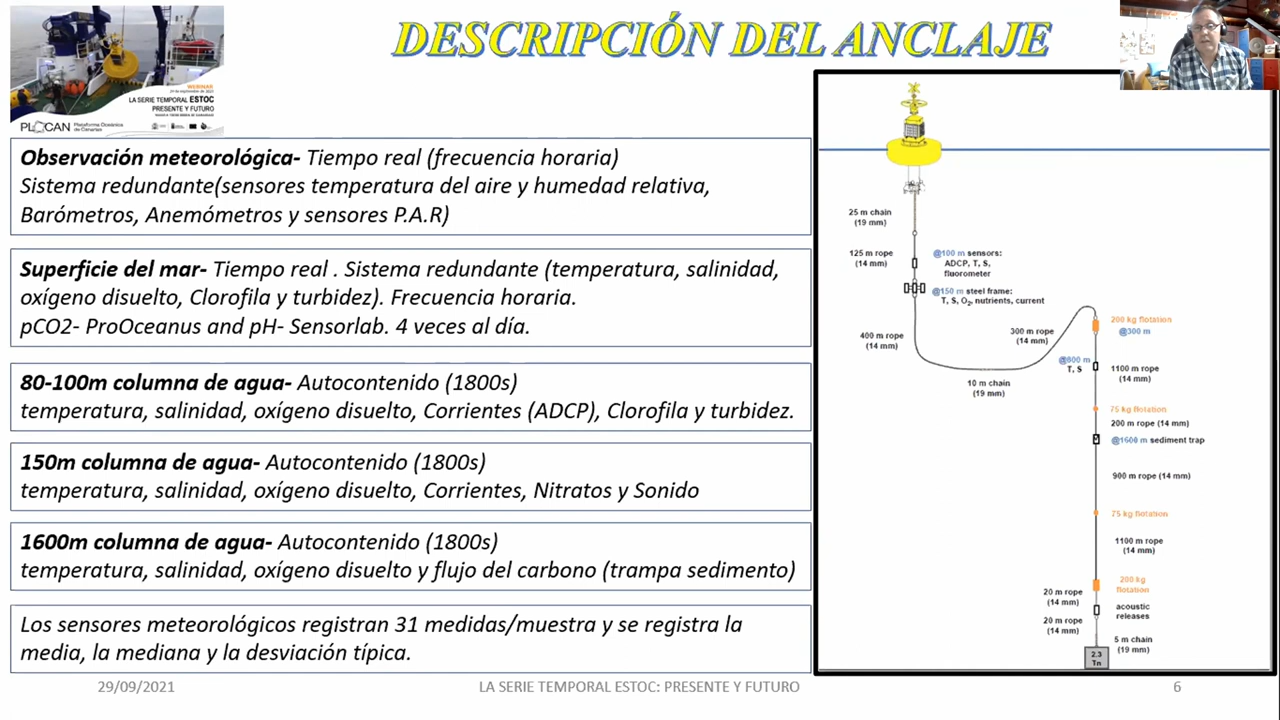 DESCRIPCIÓN DEL ANCLAJE
WEBINAR
LA SERIE TEMPORAL ESTOC
PRESENTE Y FUTURO
PLOCAN Plataforma Oceánica
de Canarias
Observación meteorológica- Tiempo real (frecuencia horaria)
Sistema redundante(sensores temperatura del aire y humedad relativa,
Barómetros, Anemómetros y sensores P.A.R)
Superficie del mar- Tiempo real . Sistema redundante (temperatura, salinidad,
oxígeno disuelto, Clorofila y turbidez). Frecuencia horaria.
pCO2- ProOceanus and pH- Sensorlab. 4 veces al día.
80-100m columna de agua- Autocontenido (1800s)
temperatura, salinidad, oxígeno disuelto, Corrientes (ADCP), Clorofila y turbidez.
150m columna de agua- Autocontenido (1800s)
temperatura, salinidad, oxígeno disuelto, Corrientes, Nitratos y Sonido
1600m columna de agua- Autocontenido (1800s)
temperatura, salinidad, oxígeno disuelto y flujo del carbono (trampa sedimento)
Los sensores meteorológicos registran 31 medidas/muestra y se registra la
media, la mediana y la desviación típica.
25 m chain
(19 mm)
125 m rope
(14 mm)
@100 m sensors:
ADCP, T, S,
fluorometer
@150 m steel frame:
T, S, O2, nutrients, current
400 m rope
(14 mm)
10 m chain
(19 mm)
300 m rope
(14 mm)
200 kg flotation
@300 m
@800 m
T, S
1100 m rope
(14 mm)
75 kg flotation
200 m rope (14 mm)
@1600 m sediment trap
900 m rope (14 mm)
75 kg flotation
1100 m rope
(14 mm)
200 kg
flotation
20 m rope
(14 mm)
acoustic
releases
20 m rope
(14 mm)
5 m chain
(19 mm)
2.3
Tn
29/09/2021
LA SERIE TEMPORAL ESTOC: PRESENTE Y FUTURO
6